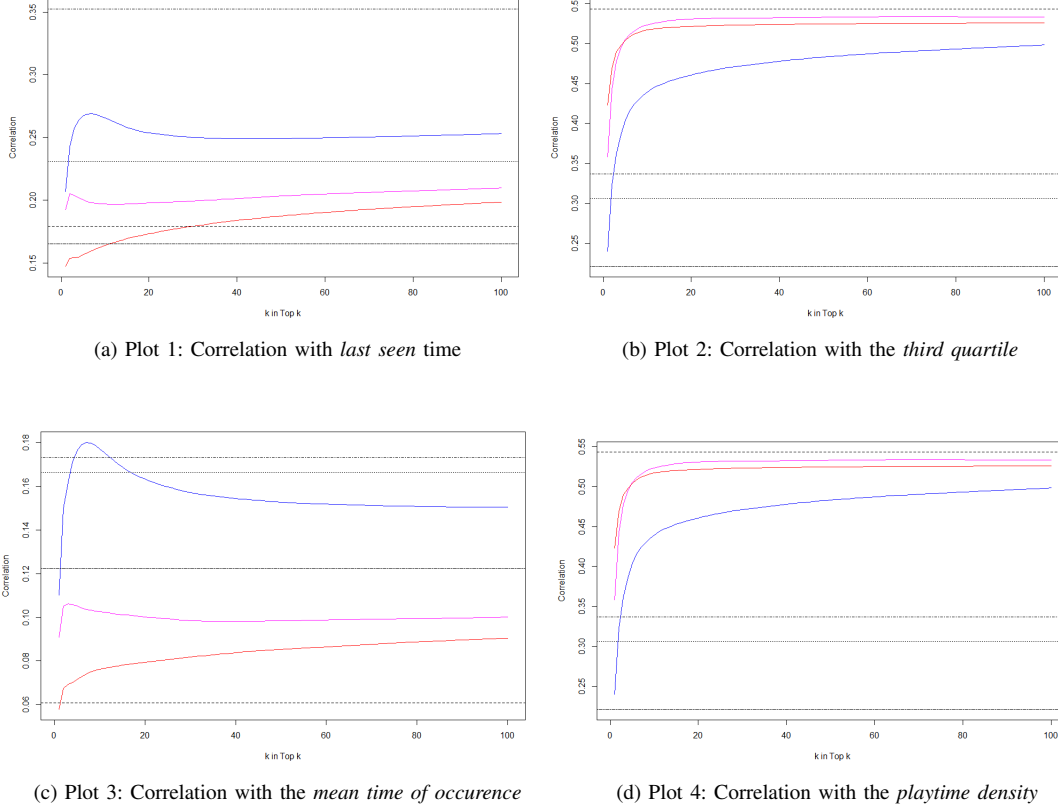 0.35
0.30
0.25
0.20
0.15
Correlation
0 20 40 60 80 100
k in Top k
(a) Plot 1: Correlation with last seen time
0.50
0.45
0.40
0.35
0.30
0.25
Correlation
0 20 40 60 80 100
k in Top k
(b) Plot 2: Correlation with the third quartile
0.18
0.16
0.14
0.12
0.10
0.08
0.06
Correlation
0 20 40 60 80 100
k in Top k
(c) Plot 3: Correlation with the mean time of occurence
0.55
0.50
0.45
0.40
0.35
0.30
0.25
Correlation
0 20 40 60 80 100
k in Top k
(d) Plot 4: Correlation with the playtime density